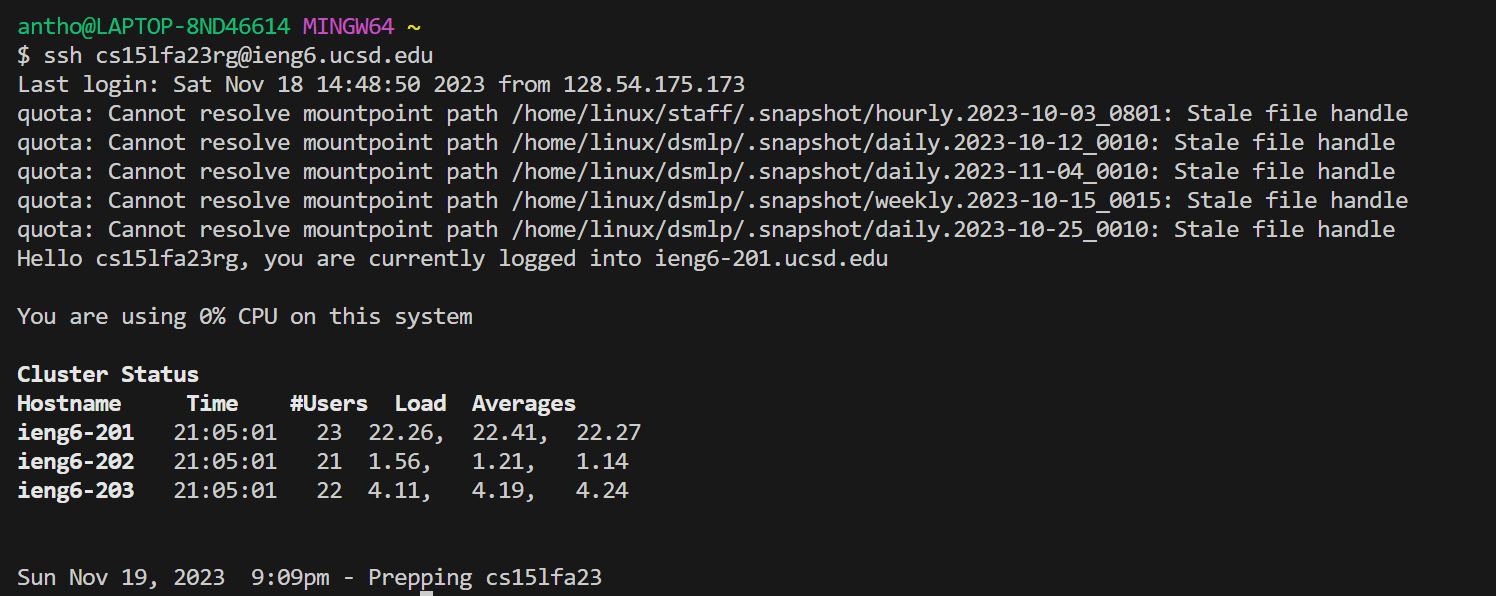 antho@LAPTOP-8ND46614 MINGW64 ~
$ ssh cs15lfa23rg@ieng6.ucsd.edu
Last login: Sat Nov 18 14:48:50 2023 from 128.54.175.173
quota: Cannot resolve mountpoint path /home/linux/staff/.snapshot/hourly.2023-10-03_0801: Stale file handle
quota: Cannot resolve mountpoint path /home/linux/dsmlp/.snapshot/daily.2023-10-12_0010: Stale file handle
quota: Cannot resolve mountpoint path /home/linux/dsmlp/.snapshot/daily.2023-11-04_0010: Stale file handle
quota: Cannot resolve mountpoint path /home/linux/dsmlp/.snapshot/weekly.2023-10-15_0015: Stale file handle
quota: Cannot resolve mountpoint path /home/linux/dsmlp/.snapshot/daily.2023-10-25_0010: Stale file handle
Hello cs15lfa23rg, you are currently logged into ieng6-201.ucsd.edu
You are using 0% CPU on this system
Cluster Status
Hostname     Time    #Users  Load  Averages
ieng6-201   21:05:01   23  22.26,  22.41,  22.27
ieng6-202   21:05:01   21  1.56,   1.21,   1.14
ieng6-203   21:05:01   22  4.11,   4.19,   4.24
Sun Nov 19, 2023  9:09pm - Prepping cs15lfa23